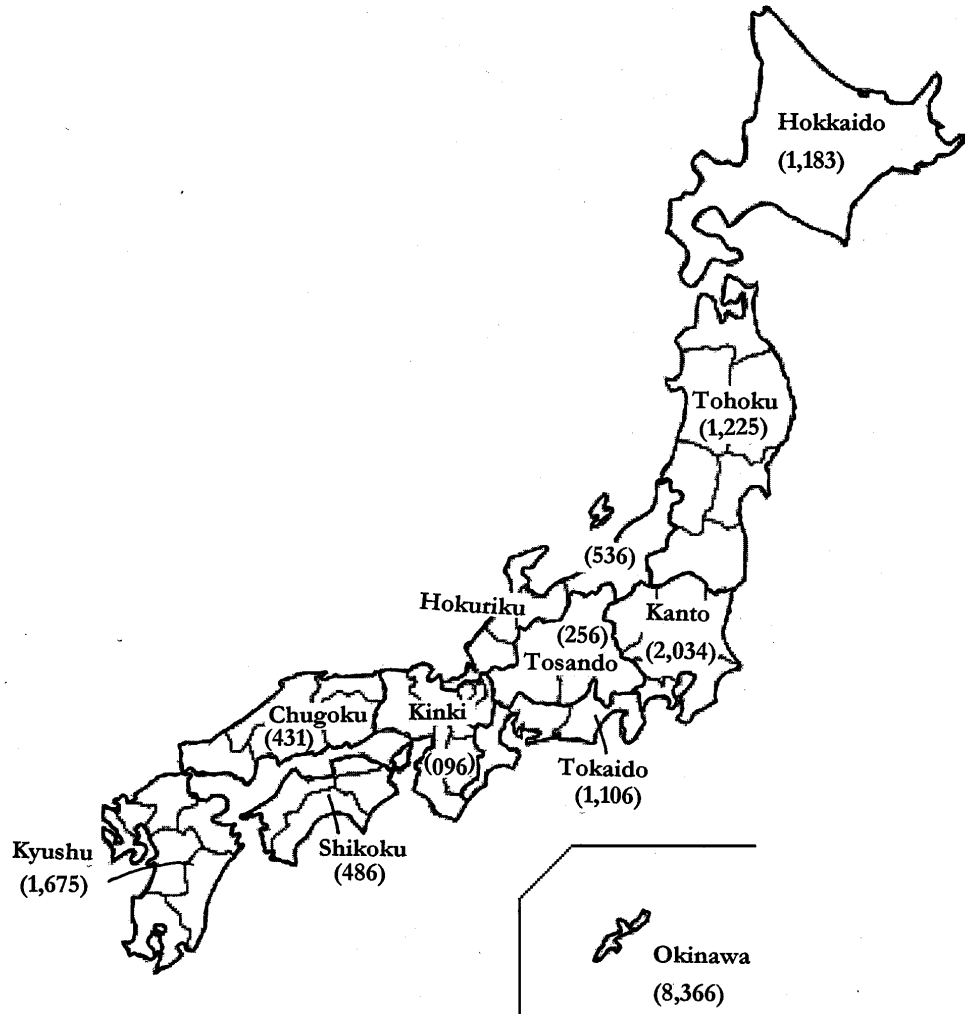 Hokkaido
(1,183)
Tohoku
(1,225)
(536)
Hokuriku
Kanto
(2,034)
(256)
Tosando
Chugoku
(431)
Kinki
(096)
Tokaido
(1,106)
Shikoku
(486)
Kyushu
(1,675)
Okinawa
(8,366)